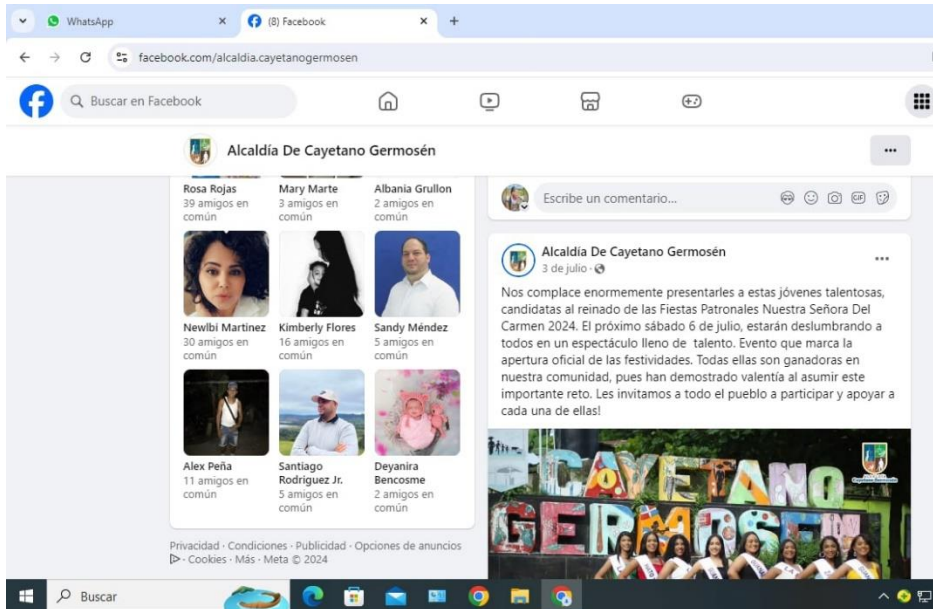 WhatsApp
(8) Facebook
facebook.com/alcaldia.cayetanogermosen
Buscar en Facebook
Alcaldía De Cayetano Germosén
Rosa Rojas
39 amigos en
común
Mary Marte
3 amigos en
común
Albania Grullon
2 amigos en
común
Newlbi Martinez
30 amigos en
común
Kimberly Flores
16 amigos en
común
Sandy Méndez
5 amigos en
común
Alex Peña
11 amigos en
común
Santiago
Rodriguez Jr.
5 amigos en
común
Deyanira
Bencosme
2 amigos en
común
Privacidad · Condiciones · Publicidad · Opciones de anuncios
· Cookies · Más · Meta © 2024
Escribe un comentario...
GIF
Alcaldía De Cayetano Germosén
3 de julio ·
Nos complace enormemente presentarles a estas jóvenes talentosas,
candidatas al reinado de las Fiestas Patronales Nuestra Señora Del
Carmen 2024. El próximo sábado 6 de julio, estarán deslumbrando a
todos en un espectáculo lleno de talento. Evento que marca la
apertura oficial de las festividades. Todas ellas son ganadoras en
nuestra comunidad, pues han demostrado valentía al asumir este
importante reto. Les invitamos a todo el pueblo a participar y apoyar a
cada una de ellas!
CAYETANO
GERMOSEN
Cayetano Germosén
Buscar